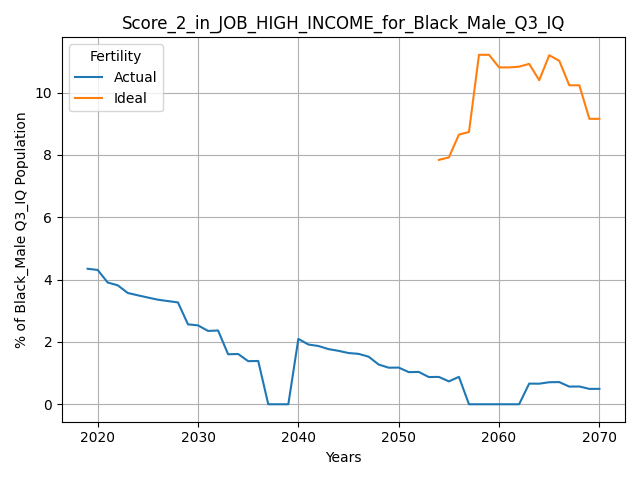 Score_2_in_JOB_HIGH_INCOME_for_Black_Male_Q3_IQ
Fertility
Actual
Ideal
% of Black_Male Q3_IQ Population
10
8
6
4
2
0
2020 2030 2040 2050 2060 2070
Years